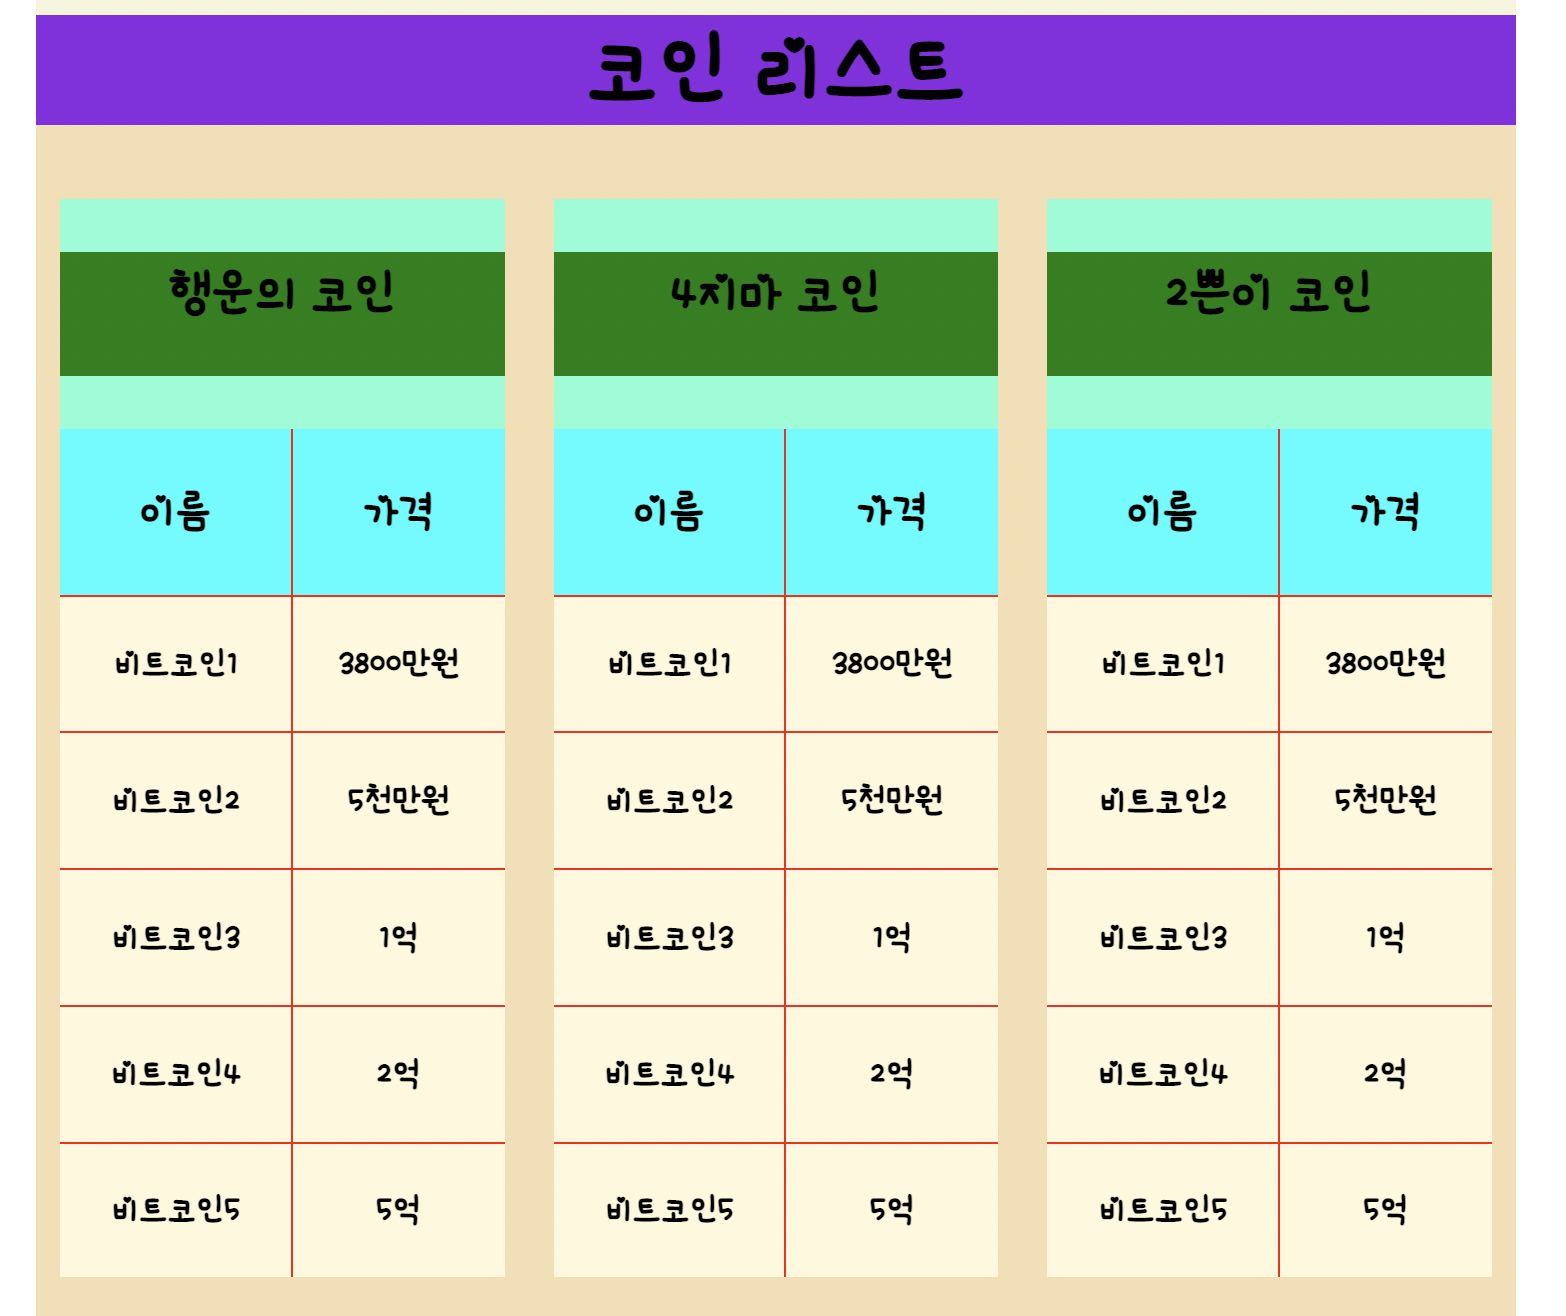 코인 리스트
행운의 코인
4지마 코인
2쁜이 코인
이름 가격 이름 가격 이름 가격
비트코인1 3800만원 비트코인1 3800만원 비트코인1 3800만원
비트코인2 5천만원 비트코인2 5천만원 비트코인2 5천만원
비트코인3 1억 비트코인3 1억 비트코인3 1억
비트코인4 2억 비트코인4 2억 비트코인4 2억
비트코인5 5억 비트코인5 5억 비트코인5 5억